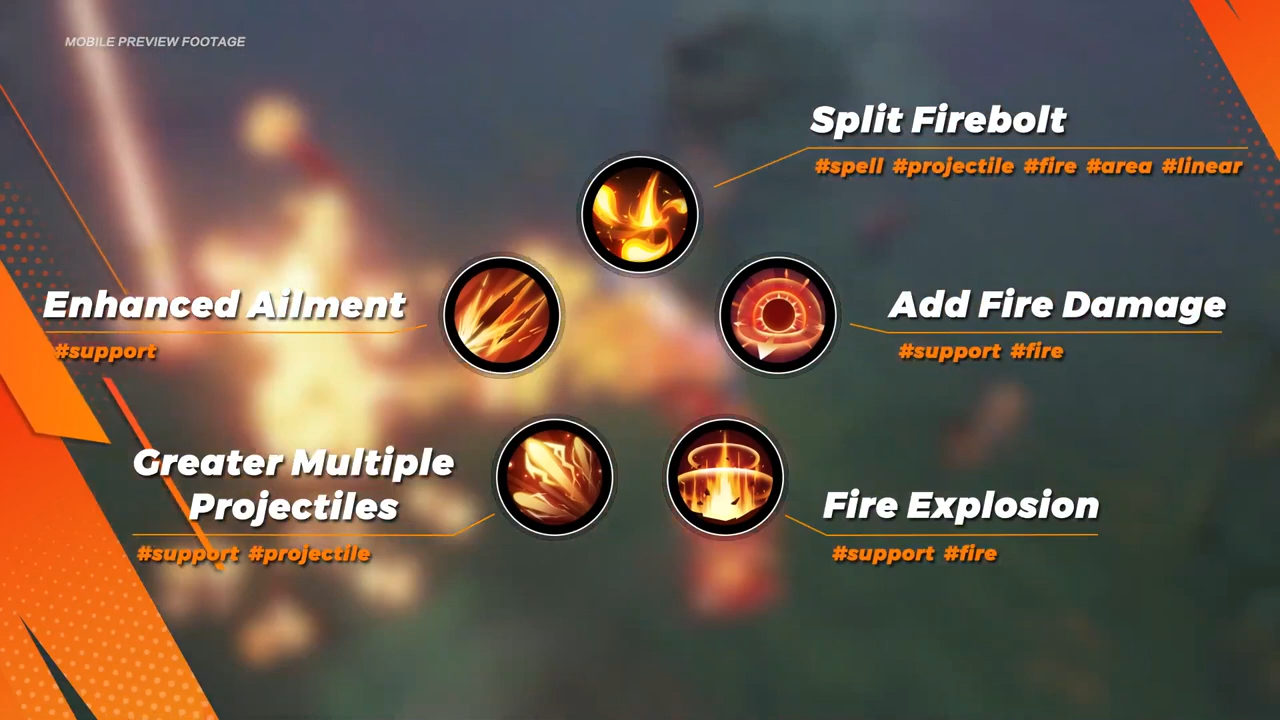 MOBILE PREVIEW FOOTAGE
Split Firebolt
#spell #projectile #fire #area #linear
Enhanced Ailment
#support
Add Fire Damage
#support #fire
Greater Multiple
Projectiles
#support #projectile
Fire Explosion
#support #fire